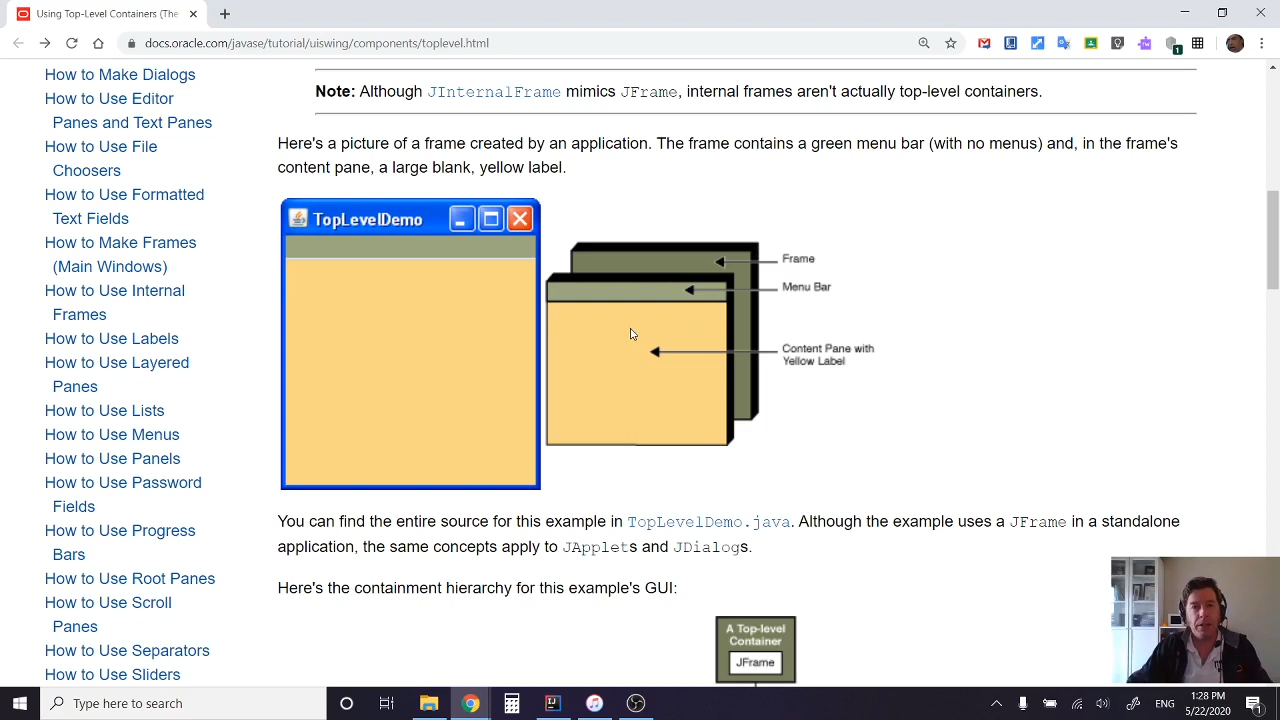 Using Top-Level Containers (The
docs.oracle.com/javase/tutorial/uiswing/components/toplevel.html
How to Make Dialogs
How to Use Editor
Panes and Text Panes
How to Use File
Choosers
How to Use Formatted
Text Fields
How to Make Frames
(Main Windows)
How to Use Internal
Frames
How to Use Labels
How to Use Layered
Panes
How to Use Lists
How to Use Menus
How to Use Panels
How to Use Password
Fields
How to Use Progress
Bars
How to Use Root Panes
How to Use Scroll
Panes
How to Use Separators
How to Use Sliders
Note: Although JInternalFrame mimics JFrame, internal frames aren't actually top-level containers.
Here's a picture of a frame created by an application. The frame contains a green menu bar (with no menus) and, in the frame's
content pane, a large blank, yellow label.
TopLevelDemo
Frame
Menu Bar
Content Pane with
Yellow Label
You can find the entire source for this example in TopLevelDemo.java. Although the example uses a JFrame in a standalone
application, the same concepts apply to JApplets and JDialogs.
Here's the containment hierarchy for this example's GUI:
A Top-level
Container
JFrame
Type here to search
ENG
1:28 PM
5/22/2020